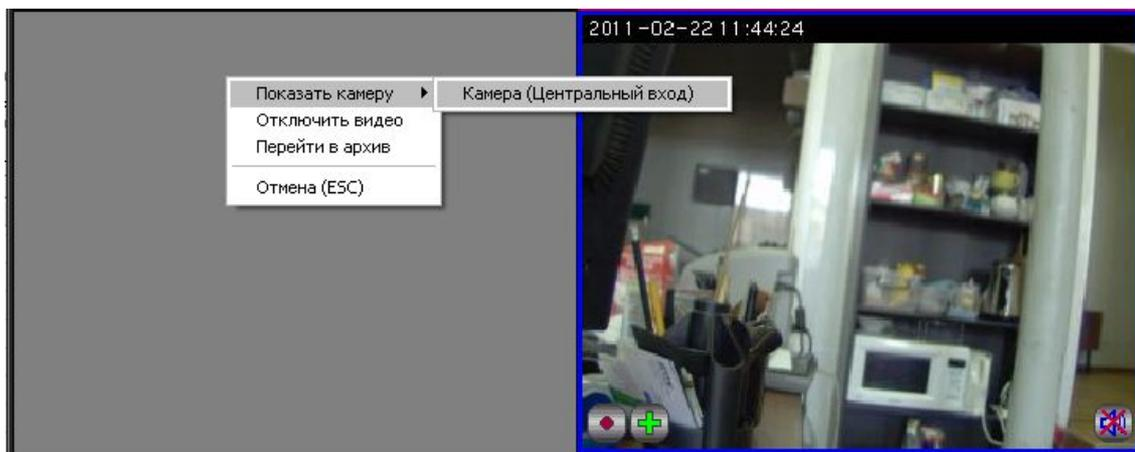 2011-02-22 11:44:24
Показать камеру
Камера (Центральный вход)
Отключить видео
Перейти в архив
Отмена (ESC)